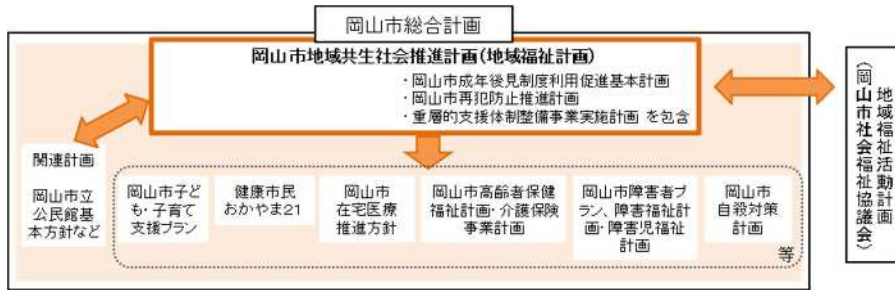 岡山市総合計画
岡山市地域共生社会推進計画(地域福祉計画)
・岡山市成年後見制度利用促進基本計画
・岡山市再犯防止推進計画
・重層的支援体制整備事業実施計画 を包含
関連計画
岡山市立
公民館基
本方針など
岡山市子ど
も・子育て
支援プラン
健康市民
おかやま21
岡山市
在宅医療
推進方針
岡山市高齢者保健
福祉計画・介護保険
事業計画
岡山市障害者プ
ラン、障害福祉計
画・障害児福祉
計画
岡山市
自殺対策
計画
等
地域福祉活動計画
(岡山市社会福祉協議会)